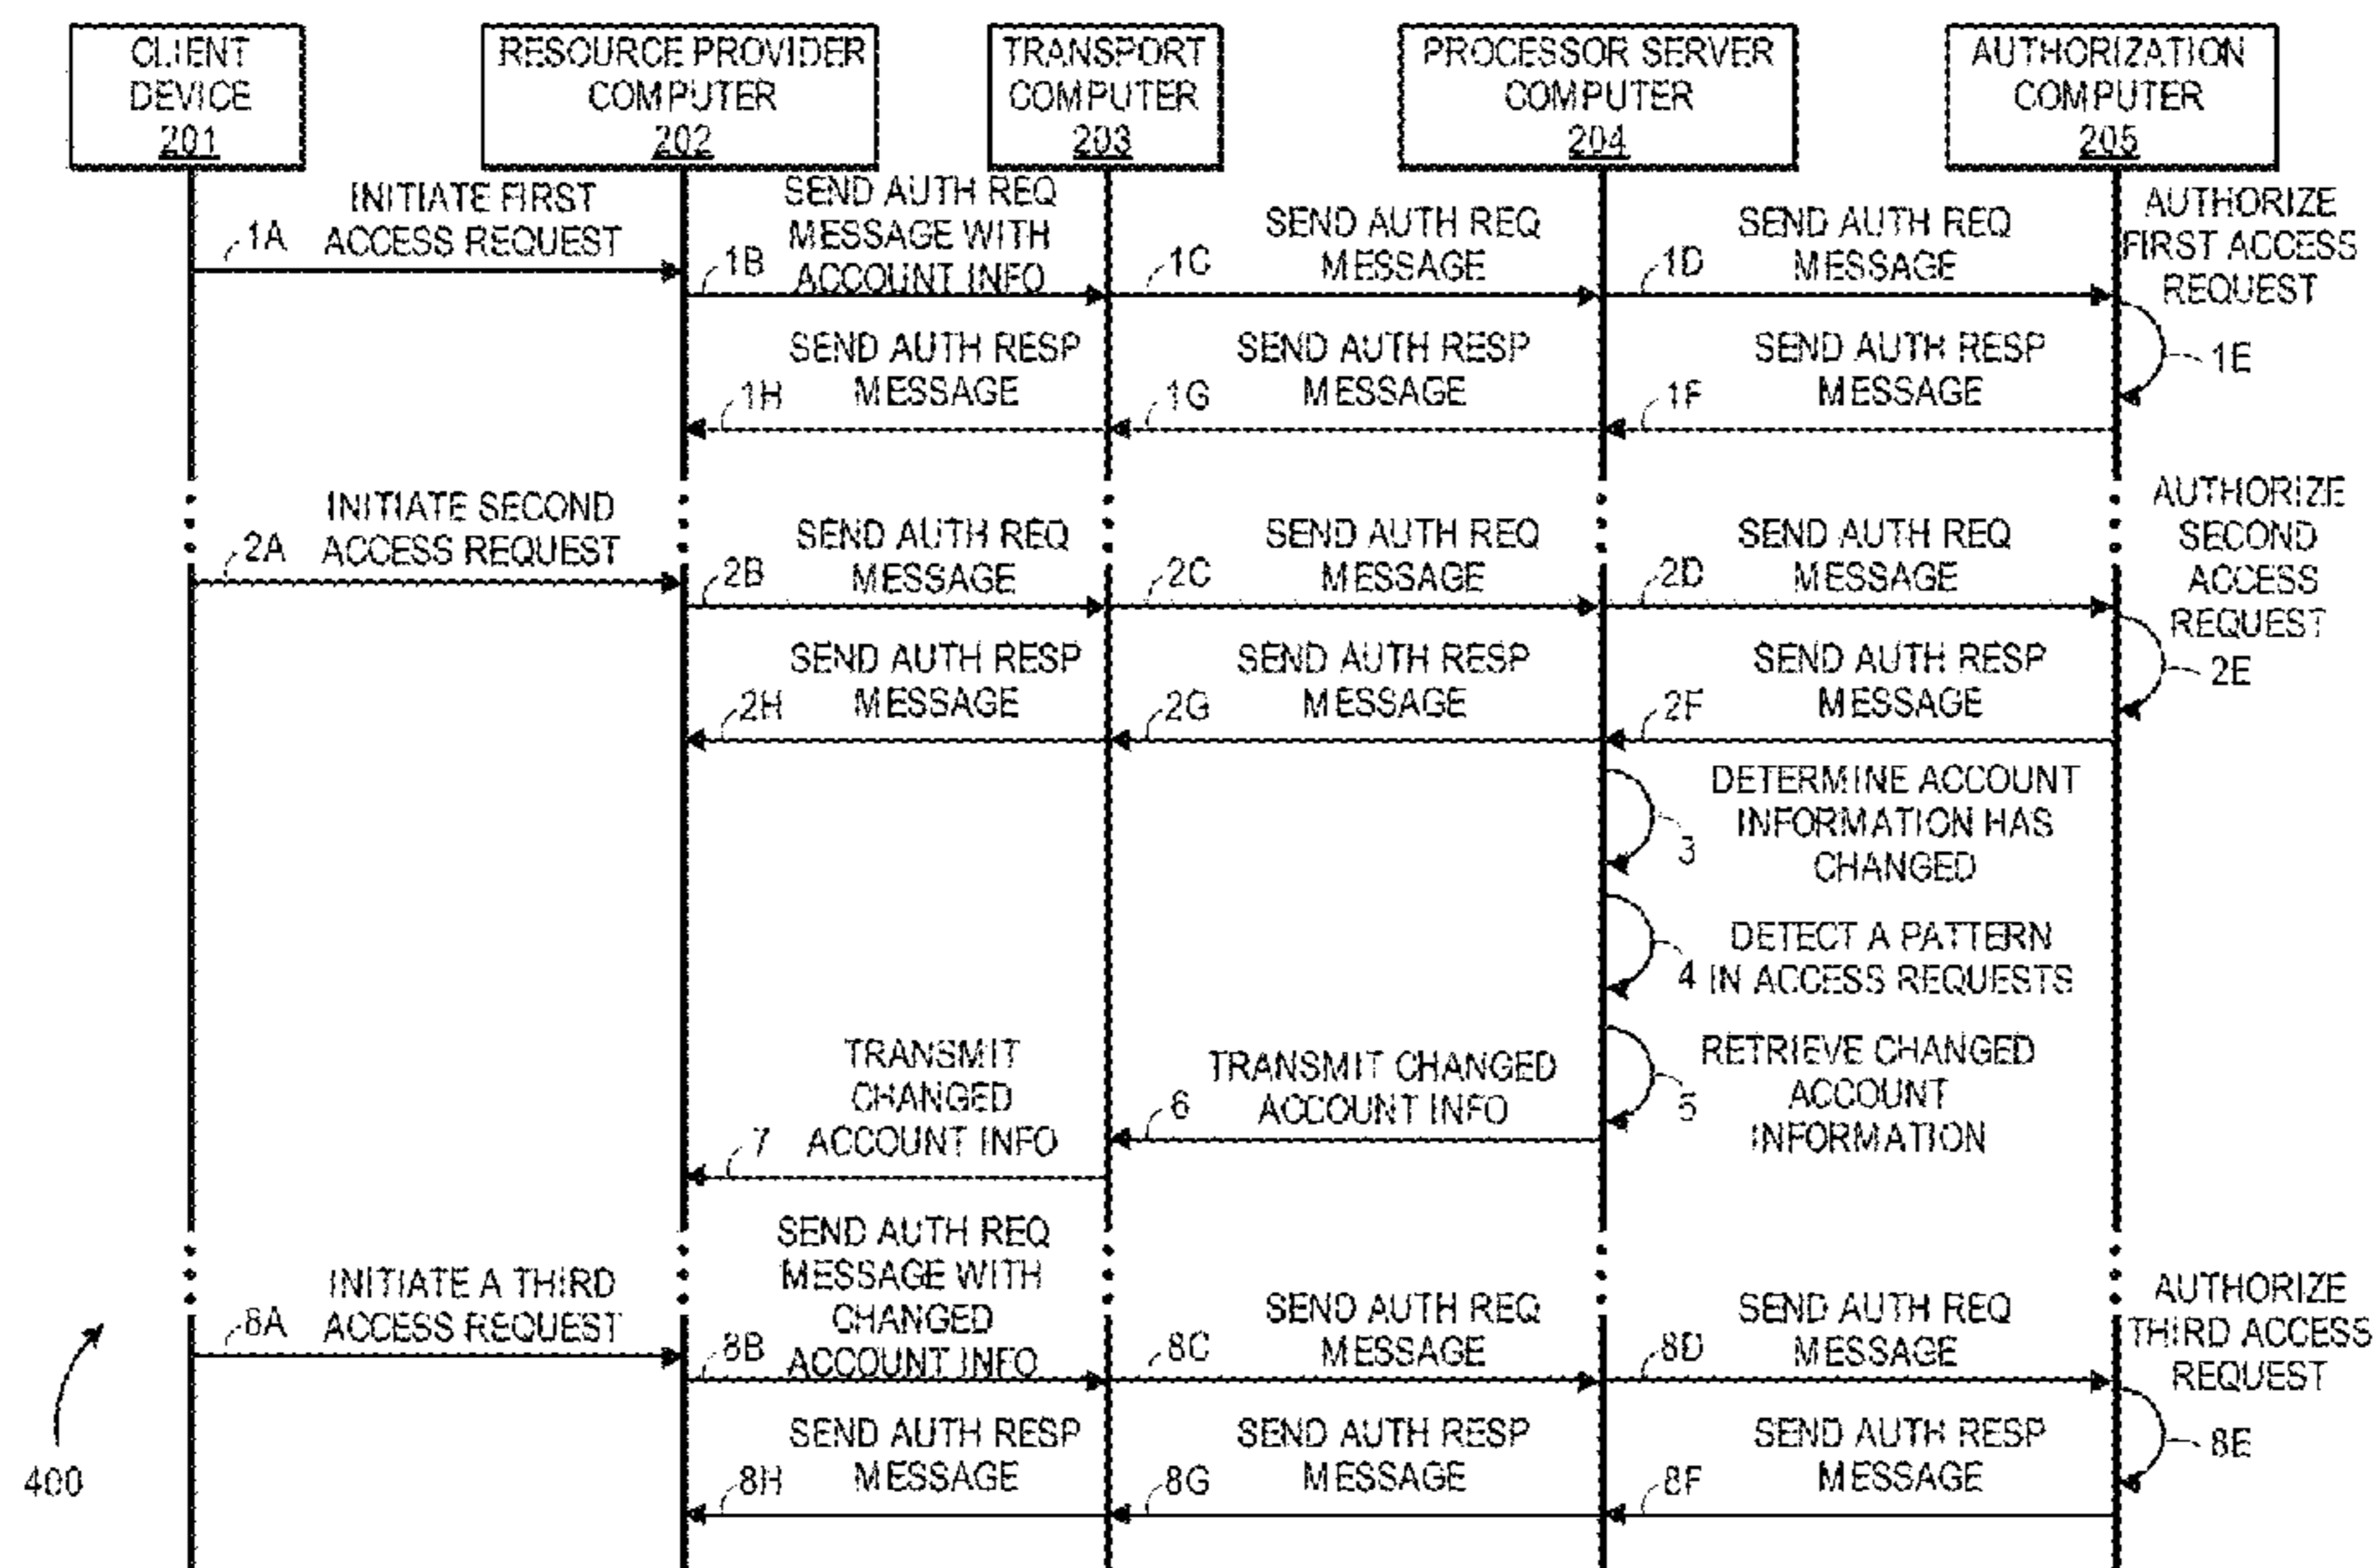 CLIENT
DEVICE
201
RESOURCE PROVIDER
COMPUTER
202
TRANSPORT
COMPUTER
203
PROCESSOR SERVER
COMPUTER
204
AUTHORIZATION
COMPUTER
205
INITIATE FIRST
ACCESS REQUEST
1A
SEND AUTH REQ
MESSAGE WITH
ACCOUNT INFO
1B
SEND AUTH REQ
MESSAGE
1C
SEND AUTH REQ
MESSAGE
1D
AUTHORIZE
FIRST ACCESS
REQUEST
1E
SEND AUTH RESP
MESSAGE
1H
SEND AUTH RESP
MESSAGE
1G
SEND AUTH RESP
MESSAGE
1F
INITIATE SECOND
ACCESS REQUEST
2A
SEND AUTH REQ
MESSAGE
2B
SEND AUTH REQ
MESSAGE
2C
SEND AUTH REQ
MESSAGE
2D
AUTHORIZE
SECOND
ACCESS
REQUEST
2E
SEND AUTH RESP
MESSAGE
2H
SEND AUTH RESP
MESSAGE
2G
SEND AUTH RESP
MESSAGE
2F
DETERMINE ACCOUNT
INFORMATION HAS
CHANGED
3
DETECT A PATTERN
IN ACCESS REQUESTS
4
RETRIEVE CHANGED
ACCOUNT
INFORMATION
5
TRANSMIT CHANGED
ACCOUNT INFO
6
TRANSMIT
CHANGED
ACCOUNT INFO
7
INITIATE A THIRD
ACCESS REQUEST
8A
SEND AUTH REQ
MESSAGE WITH
CHANGED
ACCOUNT INFO
8B
SEND AUTH REQ
MESSAGE
8C
SEND AUTH REQ
MESSAGE
8D
AUTHORIZE
THIRD ACCESS
REQUEST
8E
SEND AUTH RESP
MESSAGE
8H
SEND AUTH RESP
MESSAGE
8G
SEND AUTH RESP
MESSAGE
8F
400